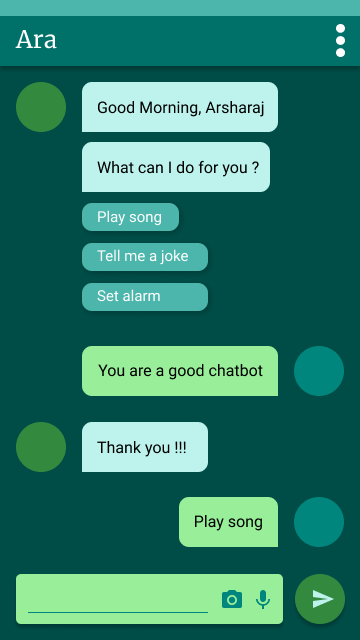 Ara
Good Morning, Arsharaj
What can I do for you ?
Play song
Tell me a joke
Set alarm
You are a good chatbot
Thank you !!!
Play song